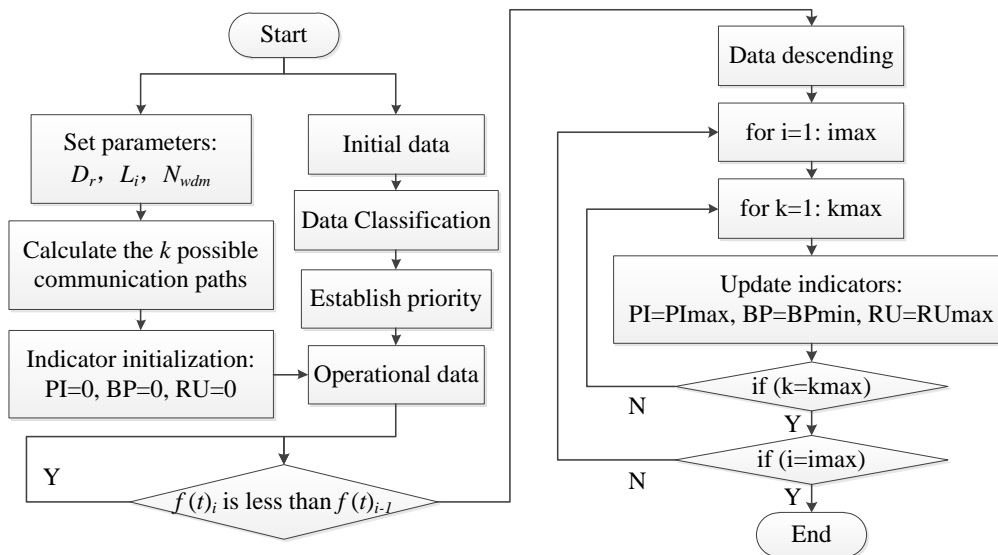 Start
Set parameters:
D_r, L_i, N_wdm
Calculate the k possible
communication paths
Indicator initialization:
PI=0, BP=0, RU=0
Initial data
Data Classification
Establish priority
Operational data
Y
f (t)_i is less than f (t)_i-1
Data descending
for i=1: imax
for k=1: kmax
Update indicators:
PI=PImax, BP=BPmin, RU=RUmax
if (k=kmax)
N
Y
if (i=imax)
N
Y
End